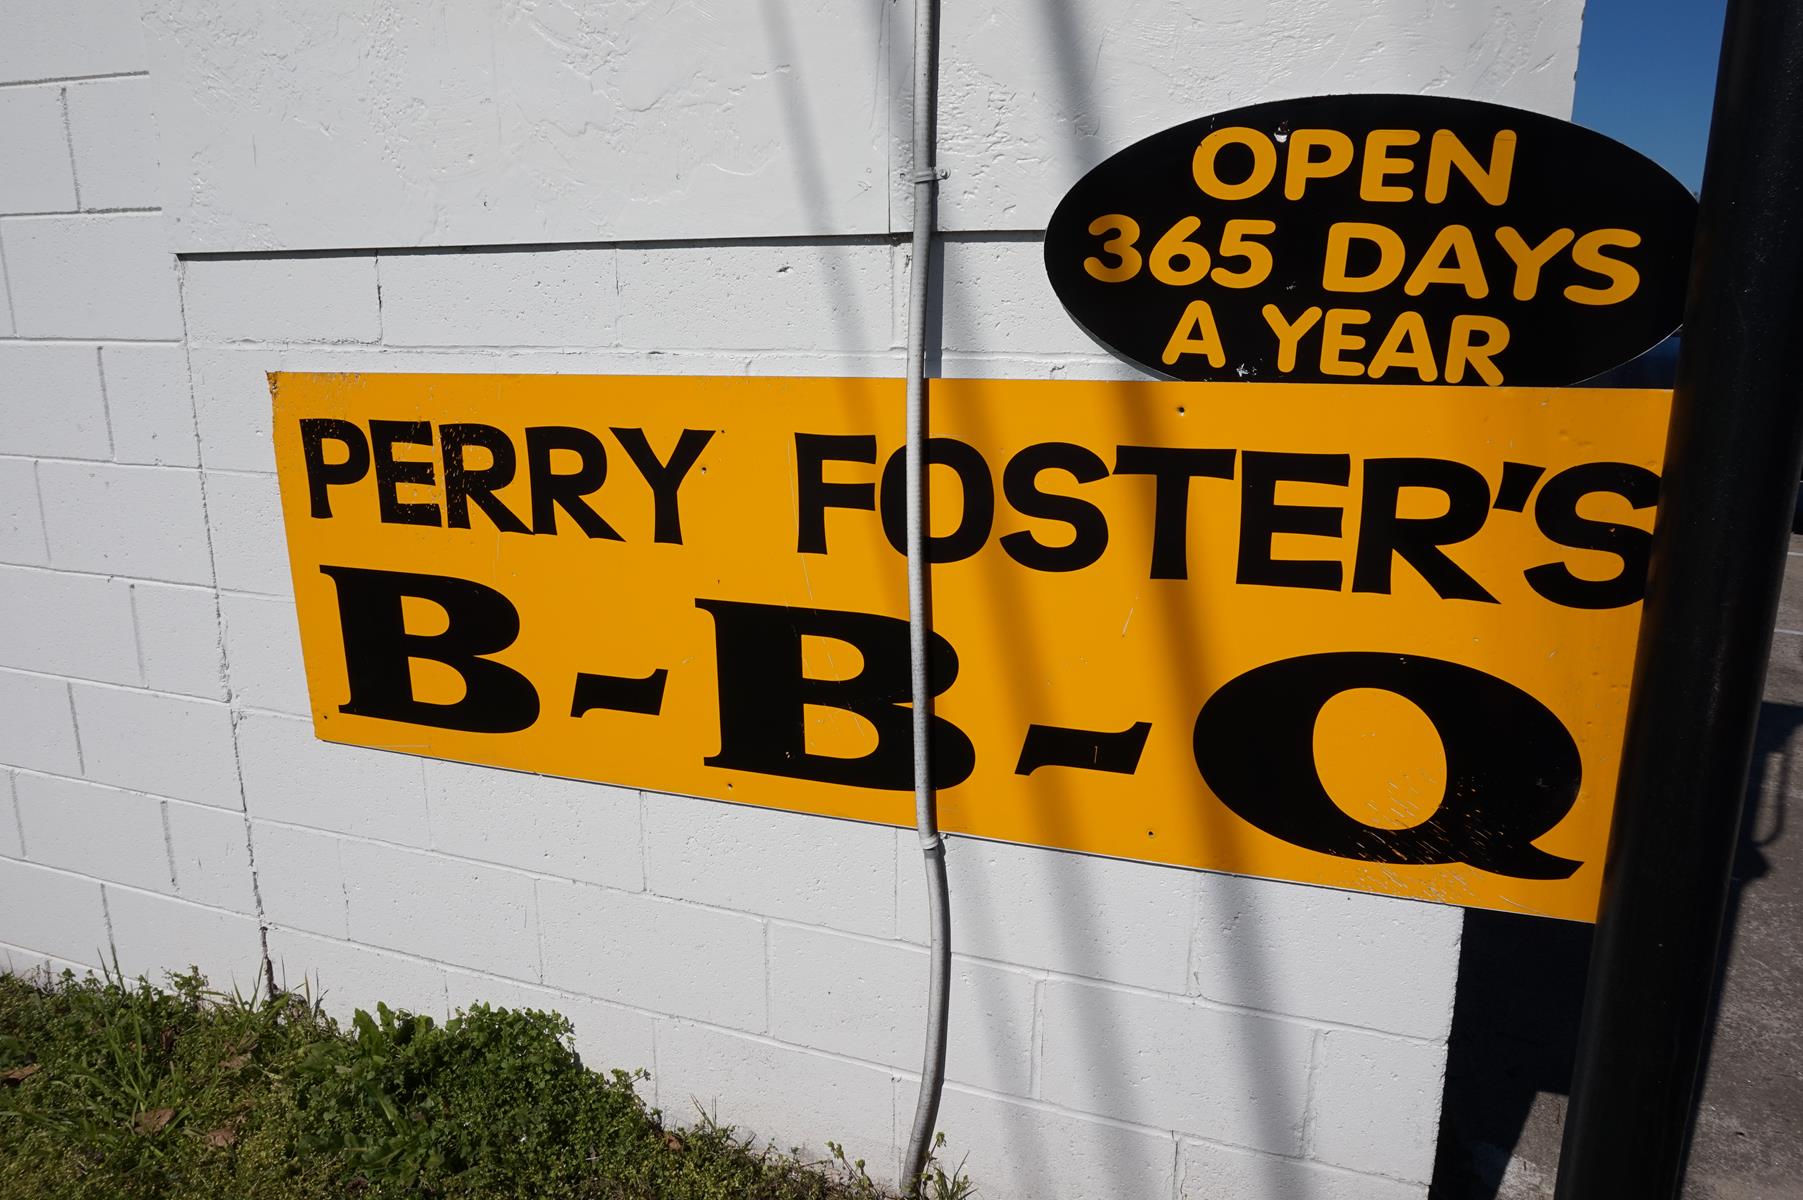 OPEN
365 DAYS
A YEAR
PERRY FOSTER'S
B-B-Q